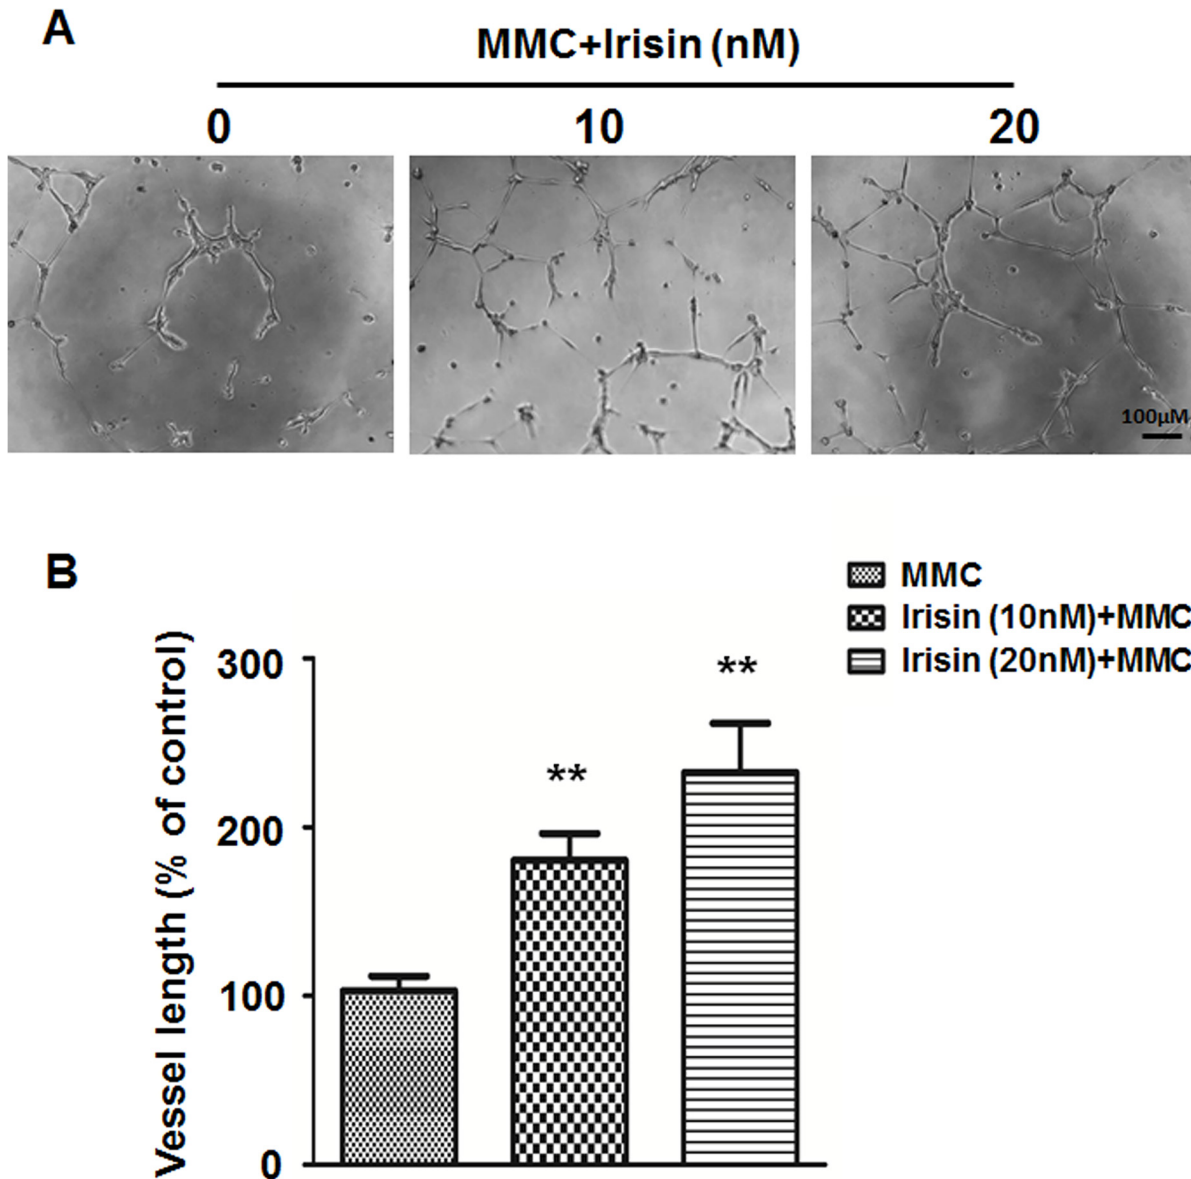 A
MMC+Irisin (nM)
0 10 20
100µM
B
MMC
Irisin (10nM)+MMC
Irisin (20nM)+MMC
Vessel length (% of control)
300
200
100
0
**
**